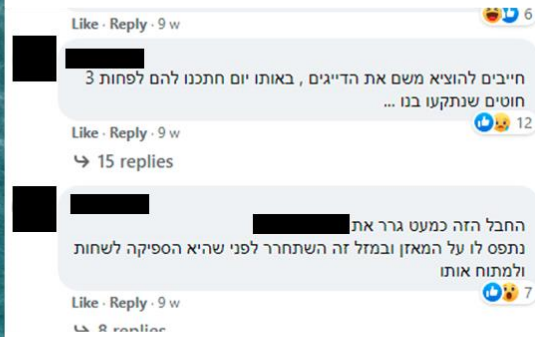 6
Like · Reply · 9 w
חייבים להוציא משם את הדייגים , באותו יום חתכנו להם לפחות 3
חוטים שנתקעו בנו ...
12
Like · Reply · 9 w
15 replies
החבל הזה כמעט גרר את
נתפס לו על המאזן ובמזל זה השתחרר לפני שהיא הספיקה לשחות
ולמתוח אותו
7
Like · Reply · 9 w
8 replies